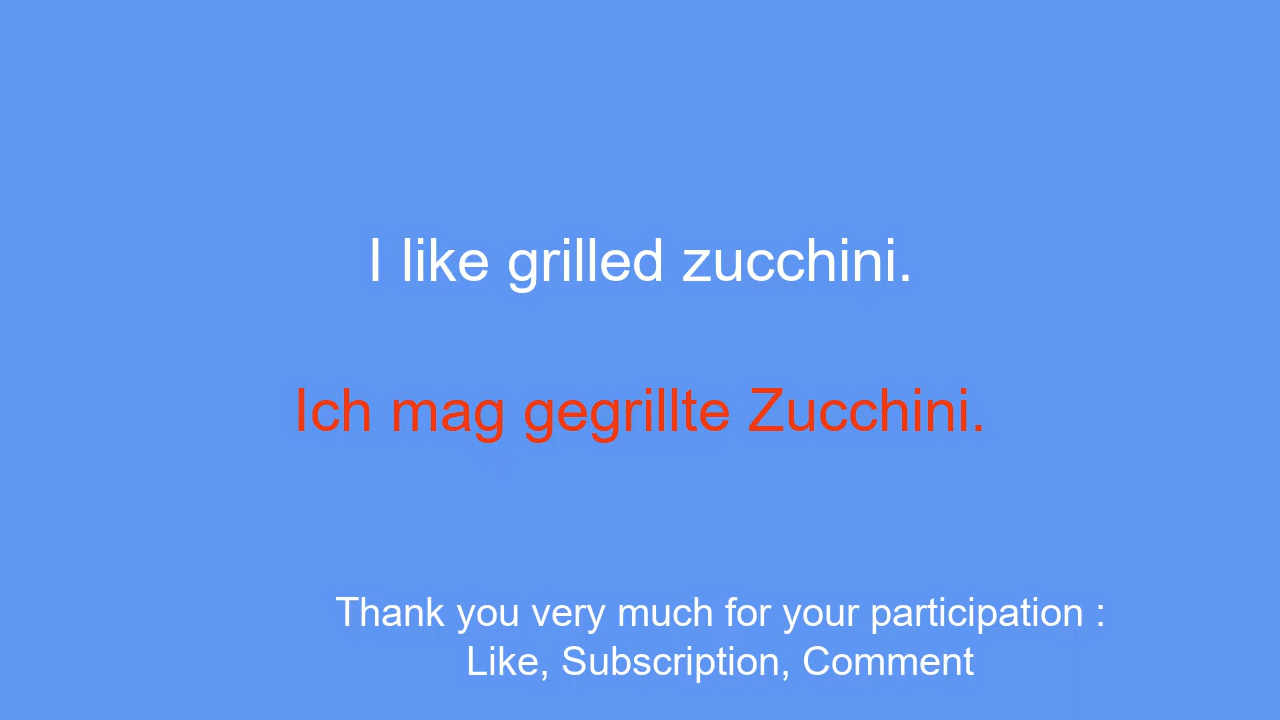 I like grilled zucchini.
Ich mag gegrillte Zucchini.
Thank you very much for your participation :
Like, Subscription, Comment